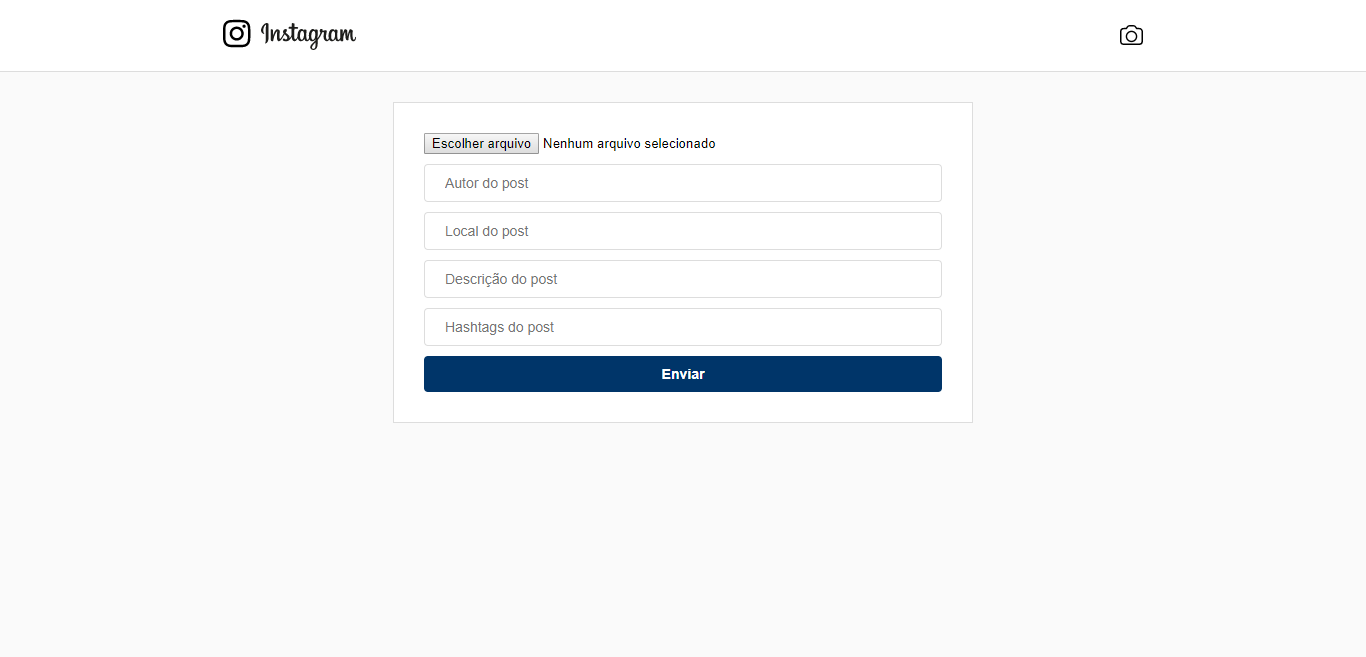 Instagram
Escolher arquivo Nenhum arquivo selecionado
Autor do post
Local do post
Descrição do post
Hashtags do post
Enviar